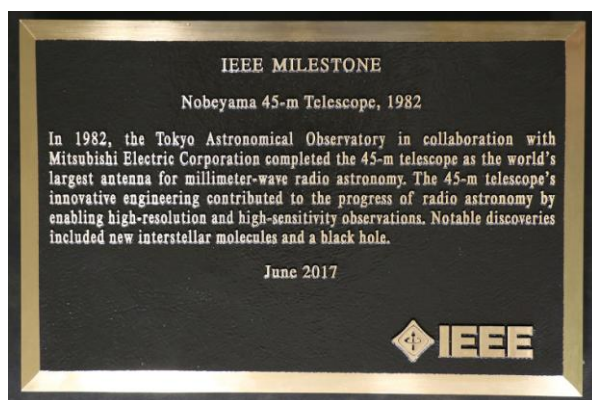 IEEE MILESTONE
Nobeyama 45-m Telescope, 1982
In 1982, the Tokyo Astronomical Observatory in collaboration with
Mitsubishi Electric Corporation completed the 45-m telescope as the world's
largest antenna for millimeter-wave radio astronomy. The 45-m telescope's
innovative engineering contributed to the progress of radio astronomy by
enabling high-resolution and high-sensitivity observations. Notable discoveries
included new interstellar molecules and a black hole.
June 2017
IEEE